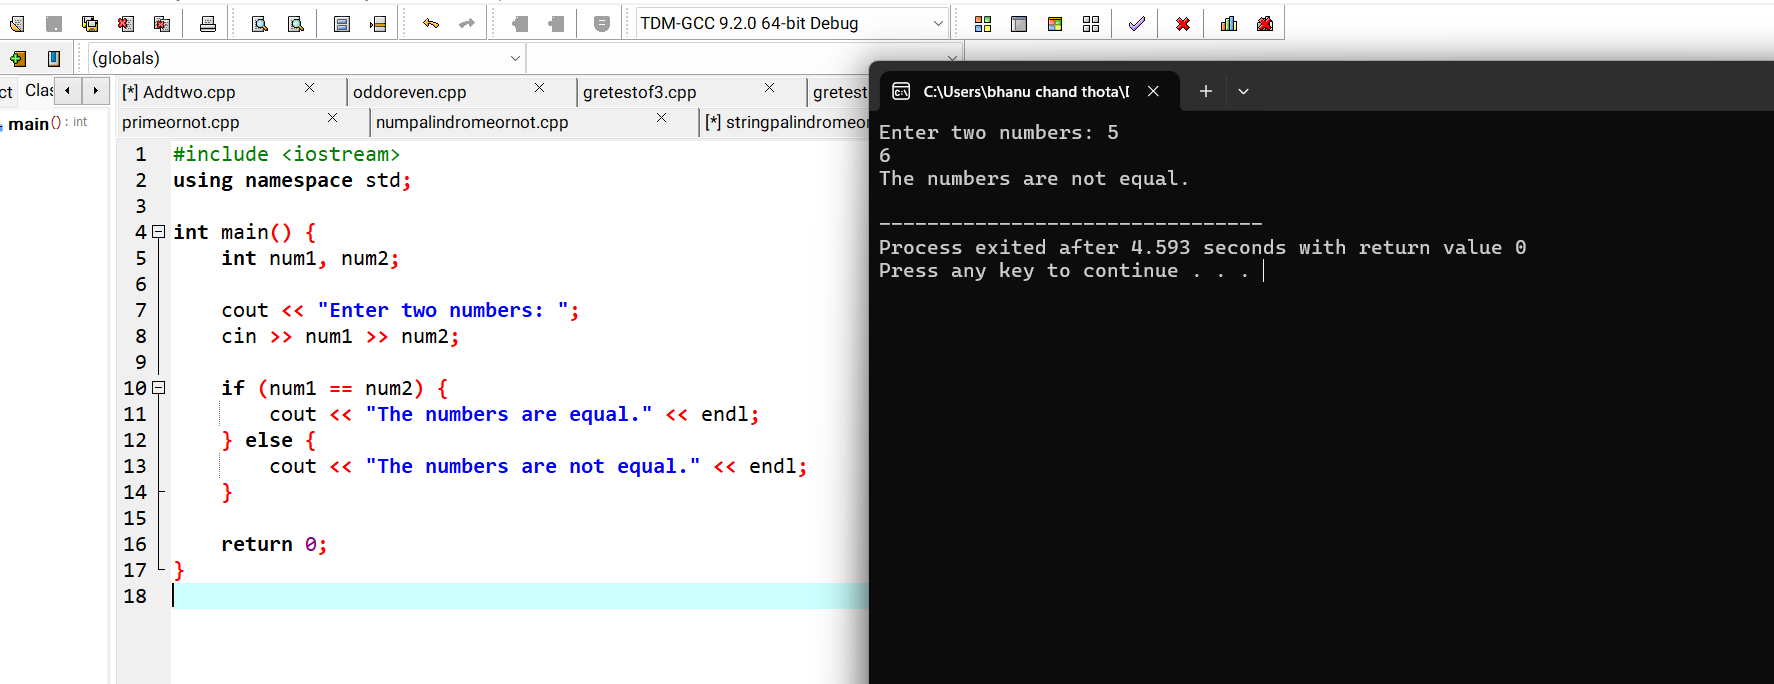 TDM-GCC 9.2.0 64-bit Debug
(globals)
ct Clas
main() : int
[*] Addtwo.cpp
oddoreven.cpp
gretestof3.cpp
gretest
primeornot.cpp
numpalindromeornot.cpp
[*] stringpalindromeor
1 #include <iostream>
2 using namespace std;
3
4 int main() {
5     int num1, num2;
6
7     cout << "Enter two numbers: ";
8     cin >> num1 >> num2;
9
10     if (num1 == num2) {
11         cout << "The numbers are equal." << endl;
12     } else {
13         cout << "The numbers are not equal." << endl;
14     }
15
16     return 0;
17 }
18
C:\Users\bhanu chand thota\
Enter two numbers: 5
6
The numbers are not equal.
--------------------------------
Process exited after 4.593 seconds with return value 0
Press any key to continue . . .